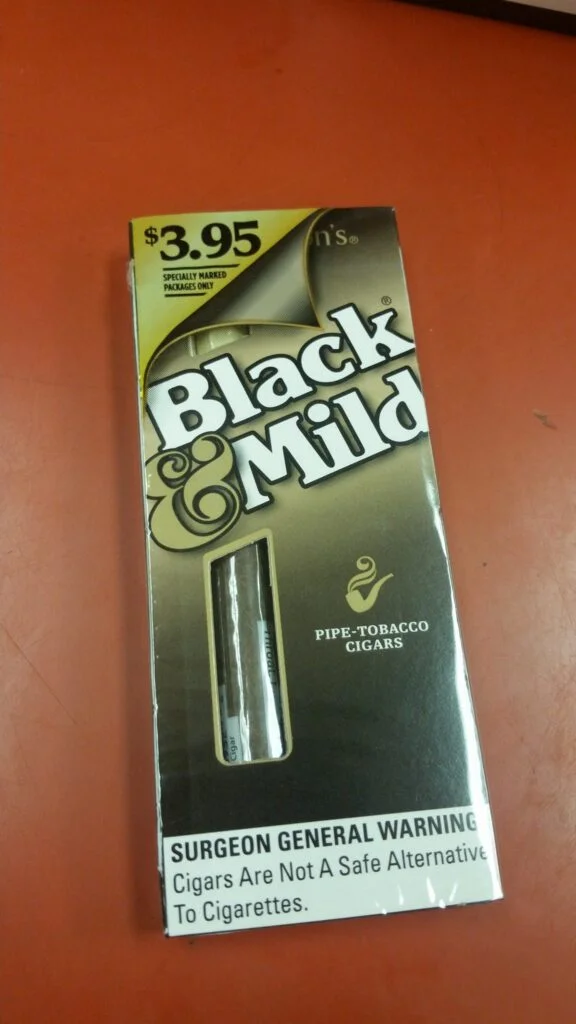 $3.95
SPECIALLY MARKED
PACKAGES ONLY
n's®
Black®
& Mild
PIPE-TOBACCO
CIGARS
Cigar
SURGEON GENERAL WARNING
Cigars Are Not A Safe Alternative
To Cigarettes.